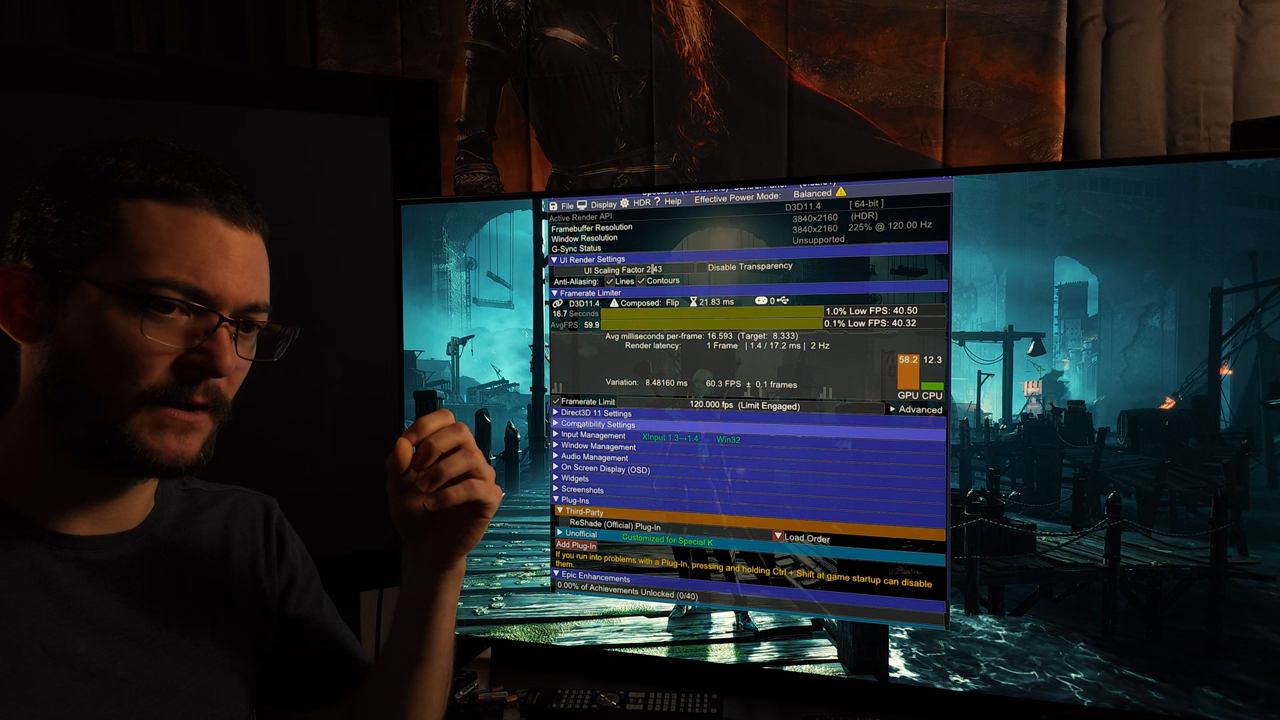 File Display HDR ? Help Effective Power Mode: Balanced
Active Render API D3D11.4 [ 64-bit ]
Framebuffer Resolution 3840x2160 (HDR)
Window Resolution 3840x2160 225% @ 120.00 Hz
G-Sync Status Unsupported
UI Render Settings
UI Scaling Factor 2.43 Disable Transparency
Anti-Aliasing: Lines Contours
Framerate Limiter
D3D11.4 Composed: Flip 21.83 ms 0
16.7 Seconds 1.0% Low FPS: 40.50
AvgFPS: 59.9 0.1% Low FPS: 40.32
Avg milliseconds per-frame: 16.593 (Target: 8.333)
Render latency: 1 Frame | 1.4 / 17.2 ms | 2 Hz
58.2 12.3
Variation: 8.48160 ms 60.3 FPS ± 0.1 frames
GPU CPU
Framerate Limit 120.000 fps (Limit Engaged) Advanced
Direct3D 11 Settings
Compatibility Settings
Input Management XInput 1.3→1.4 Win32
Window Management
Audio Management
On Screen Display (OSD)
Widgets
Screenshots
Plug-Ins
Third-Party
ReShade (Official) Plug-In
Unofficial Customized for Special K Load Order
Add Plug-In
If you run into problems with a Plug-In, pressing and holding Ctrl + Shift at game startup can disable
them.
Epic Enhancements
0.00% of Achievements Unlocked (0/40)